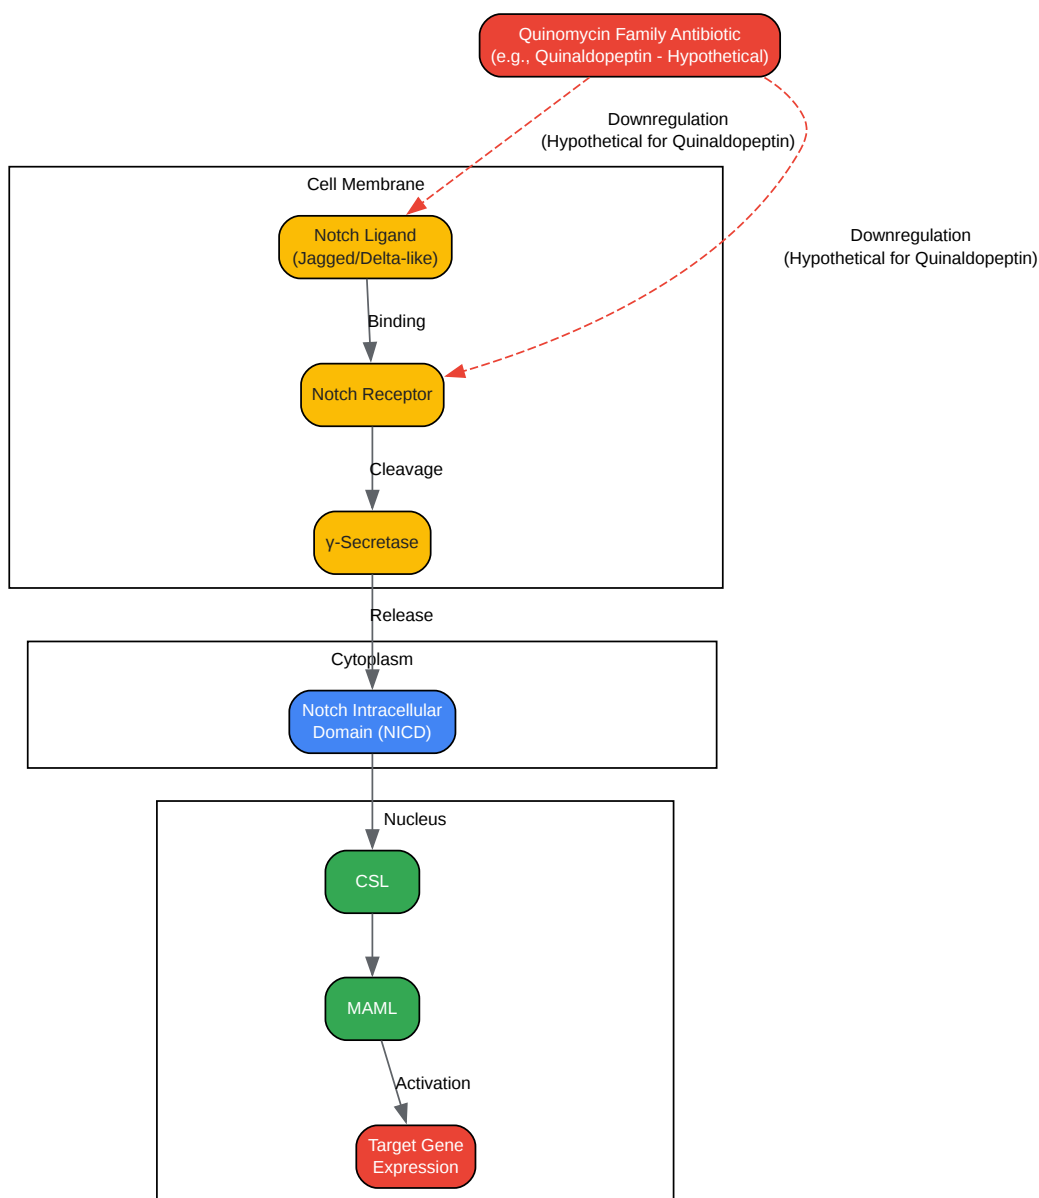 Quinomycin Family Antibiotic
(e.g., Quinaldopeptin - Hypothetical)
Downregulation
(Hypothetical for Quinaldopeptin)
Cell Membrane
Notch Ligand
(Jagged/Delta-like)
Downregulation
(Hypothetical for Quinaldopeptin)
Binding
Notch Receptor
Cleavage
γ-Secretase
Release
Cytoplasm
Notch Intracellular
Domain (NICD)
Nucleus
CSL
MAML
Activation
Target Gene
Expression